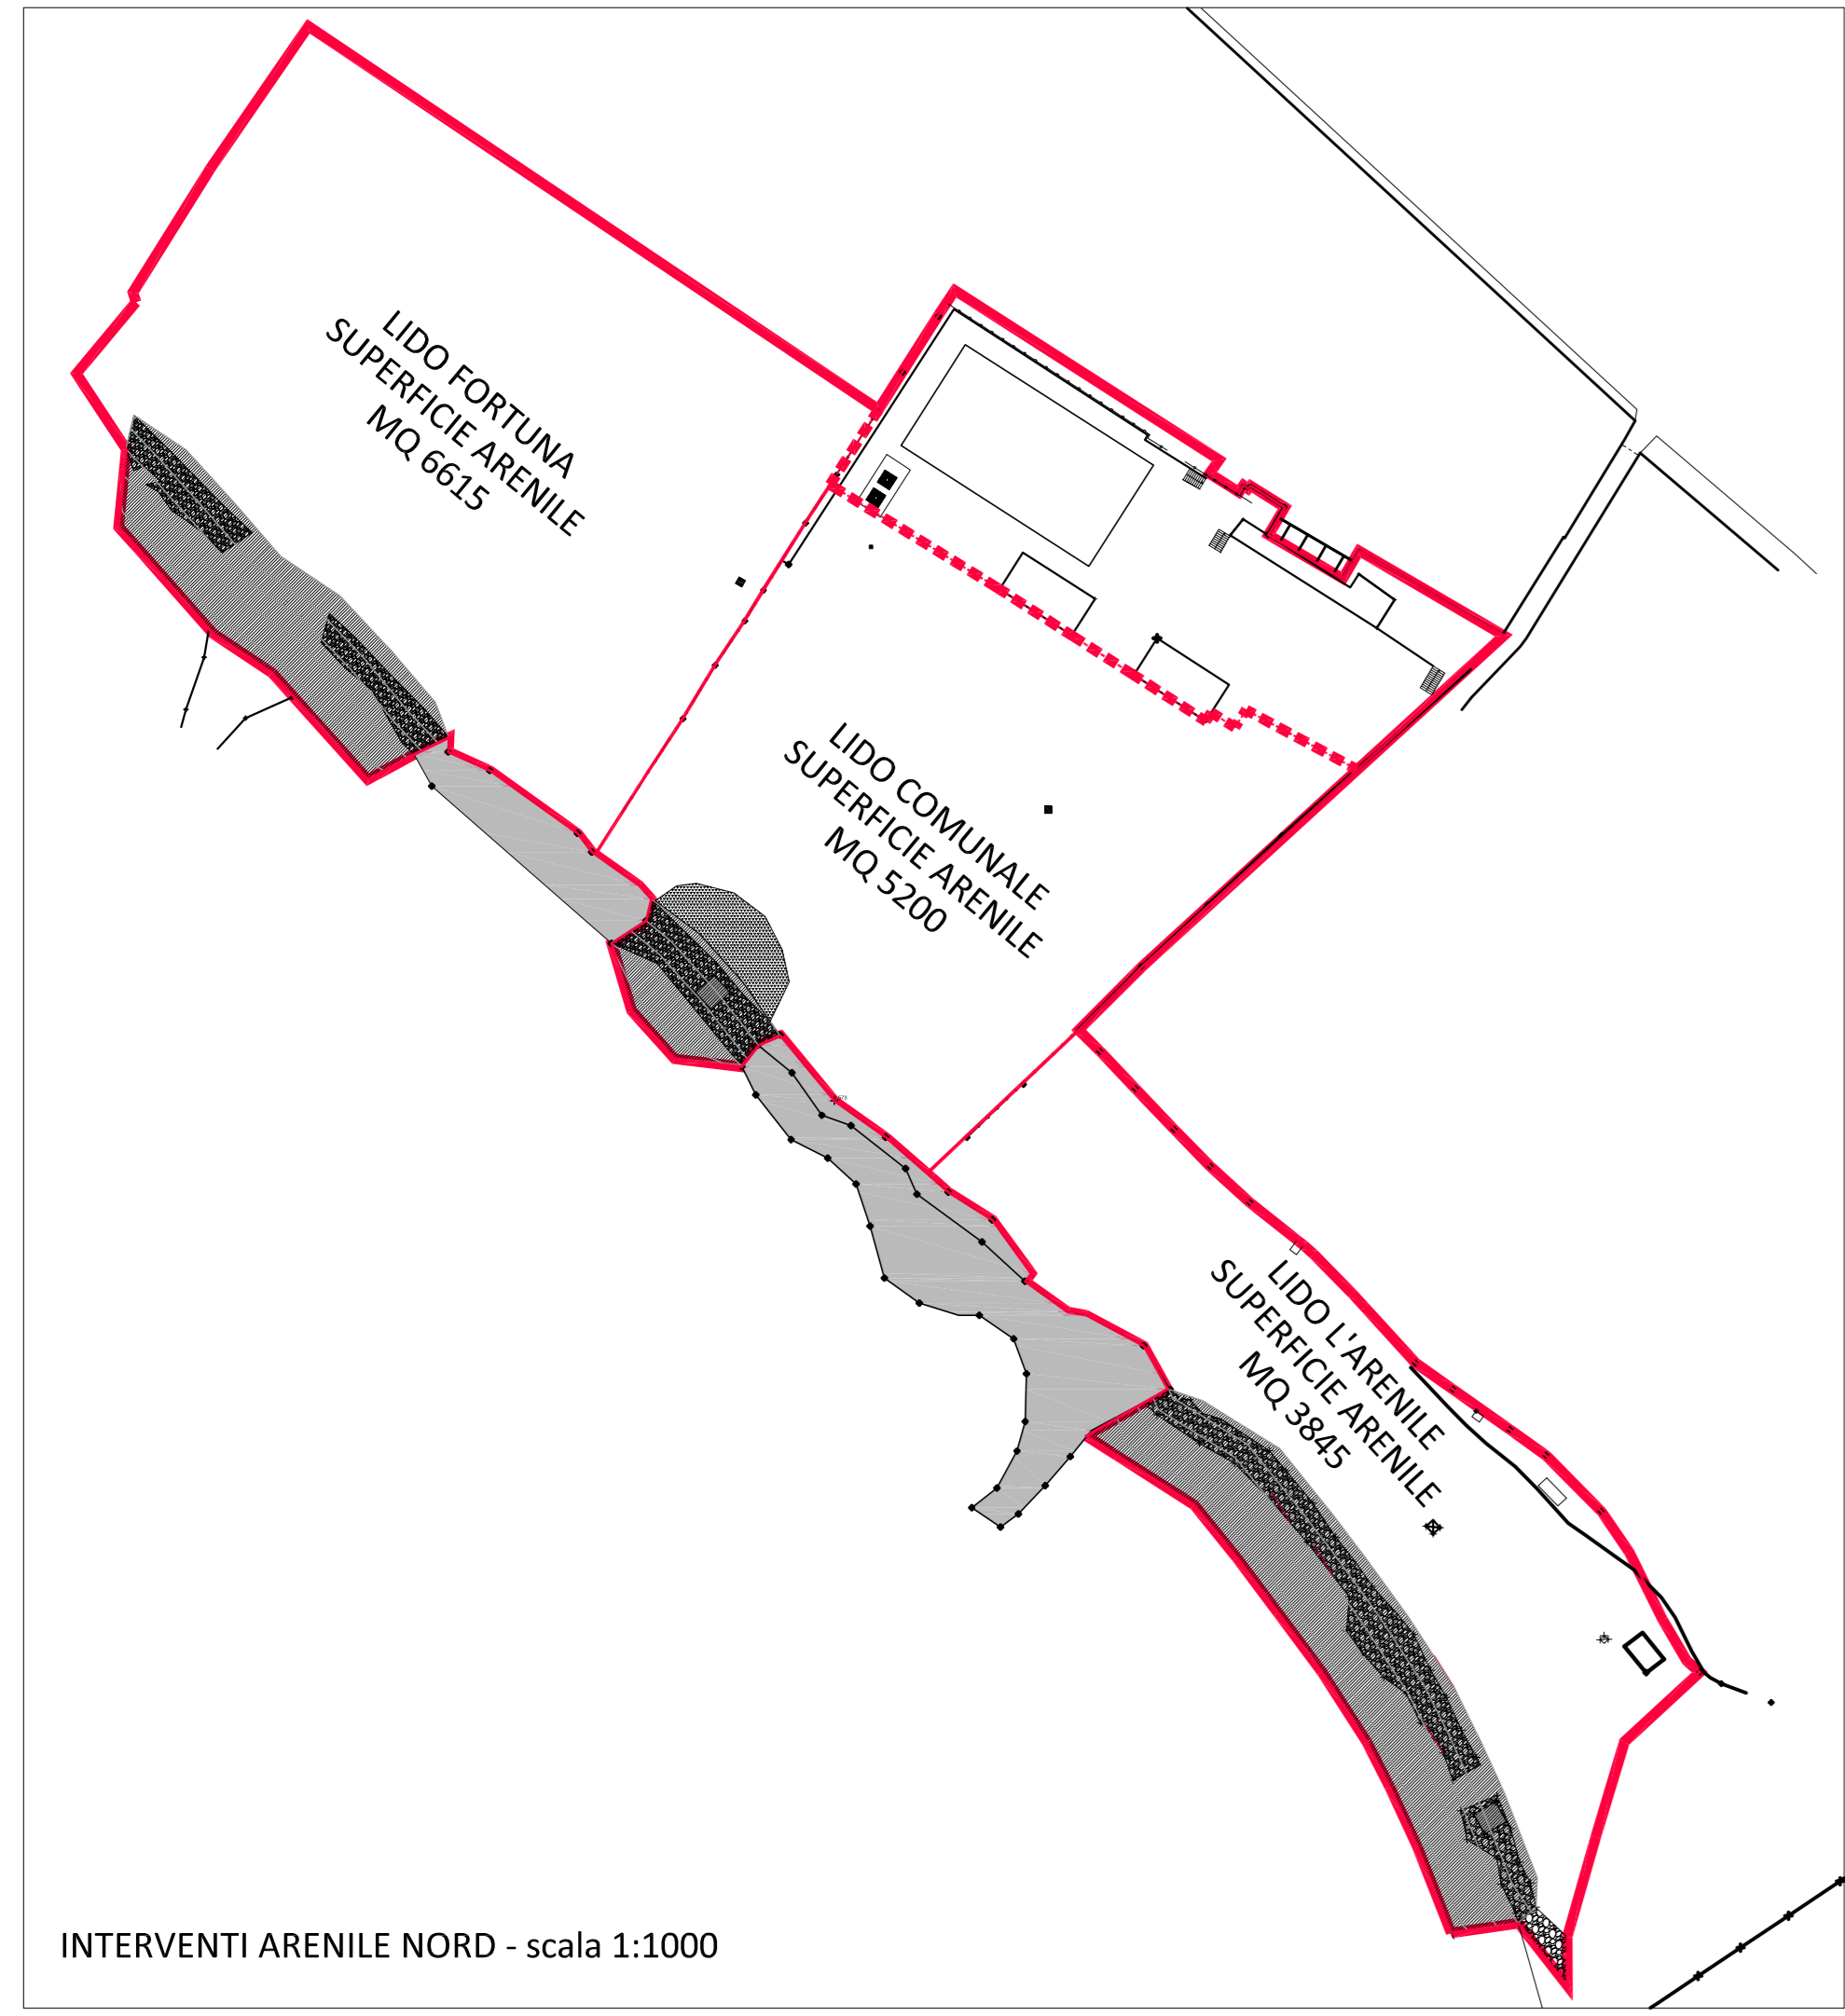 LIDO FORTUNA
SUPERFICIE ARENILE
MQ 6615
LIDO COMUNALE
SUPERFICIE ARENILE
MQ 5200
LIDO L'ARENILE
SUPERFICIE ARENILE
MQ 3845
INTERVENTI ARENILE NORD - scala 1:1000